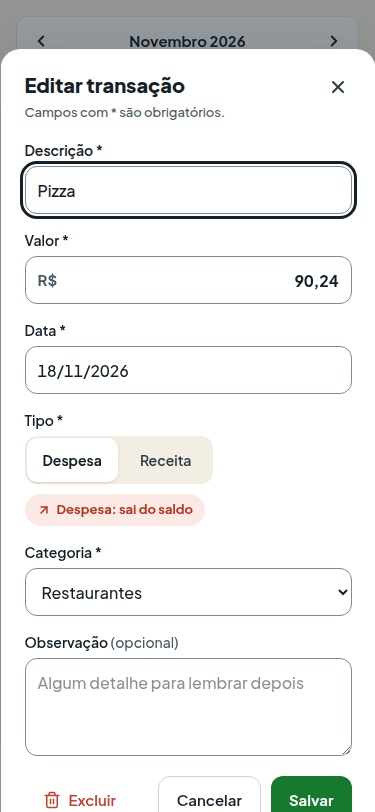 Novembro 2026
Editar transação
Campos com * são obrigatórios.
Descrição *
Pizza
Valor *
R$ 90,24
Data *
18/11/2026
Tipo *
Despesa Receita
Despesa: sai do saldo
Categoria *
Restaurantes
Observação (opcional)
Algum detalhe para lembrar depois
Excluir Cancelar Salvar